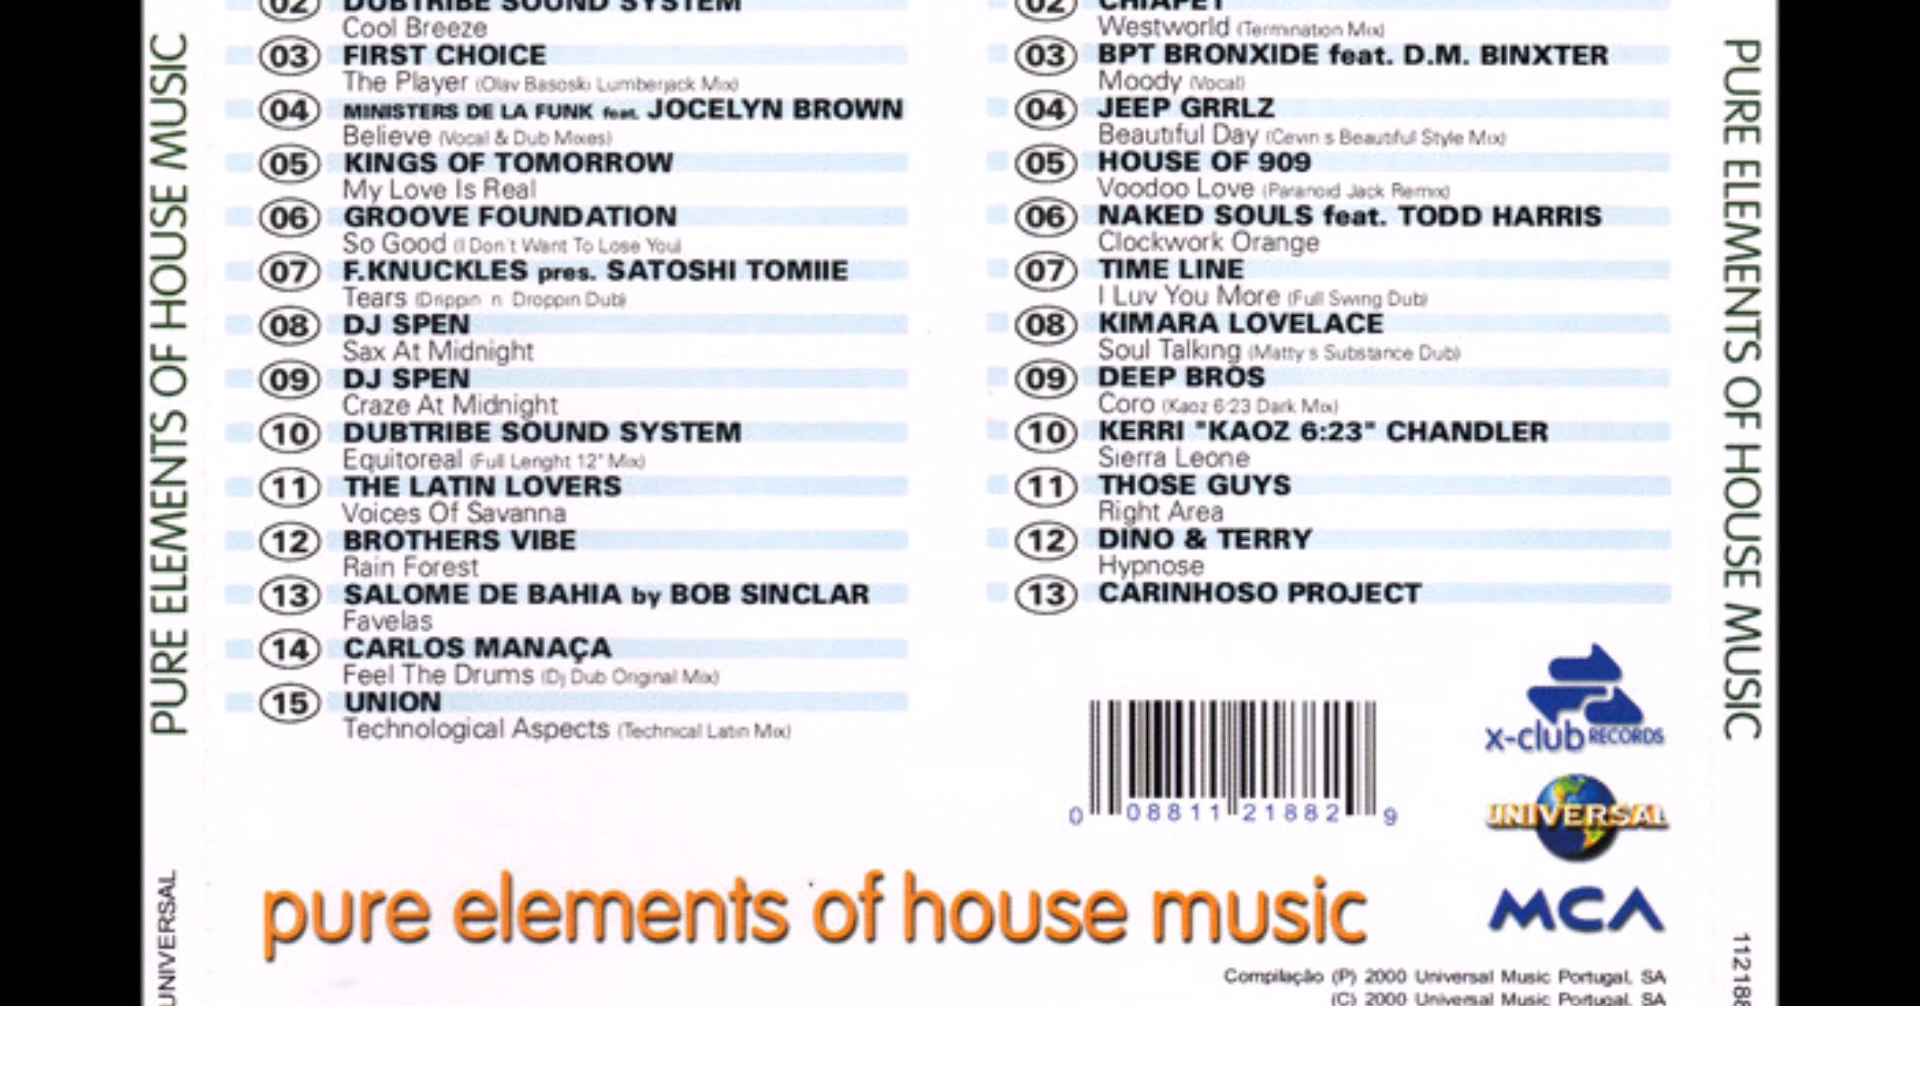 02 DUBTRIBE SOUND SYSTEM
Cool Breeze
03 FIRST CHOICE
The Player (Olav Basoski Lumberjack Mix)
04 MINISTERS DE LA FUNK feat. JOCELYN BROWN
Believe (Vocal & Dub Mixes)
05 KINGS OF TOMORROW
My Love Is Real
06 GROOVE FOUNDATION
So Good (I Don't Want To Lose You)
07 F.KNUCKLES pres. SATOSHI TOMIIE
Tears (Drippin n Droppin Dub)
08 DJ SPEN
Sax At Midnight
09 DJ SPEN
Craze At Midnight
10 DUBTRIBE SOUND SYSTEM
Equitoreal (Full Lenght 12" Mix)
11 THE LATIN LOVERS
Voices Of Savanna
12 BROTHERS VIBE
Rain Forest
13 SALOME DE BAHIA by BOB SINCLAR
Favelas
14 CARLOS MANAÇA
Feel The Drums (Dj Dub Original Mix)
15 UNION
Technological Aspects (Technical Latin Mix)
02 CHIAPET
Westworld (Termination Mix)
03 BPT BRONXIDE feat. D.M. BINXTER
Moody (Vocal)
04 JEEP GRRLZ
Beautiful Day (Cevin s Beautiful Style Mix)
05 HOUSE OF 909
Voodoo Love (Paranoid Jack Remix)
06 NAKED SOULS feat. TODD HARRIS
Clockwork Orange
07 TIME LINE
I Luv You More (Full Swing Dub)
08 KIMARA LOVELACE
Soul Talking (Matty's Substance Dub)
09 DEEP BROS
Coro (Kaoz 6:23 Dark Mix)
10 KERRI "KAOZ 6:23" CHANDLER
Sierra Leone
11 THOSE GUYS
Right Area
12 DINO & TERRY
Hypnose
13 CARINHOSO PROJECT
x-club RECORDS
UNIVERSAL
MCA
0 08811 21882 9
pure elements of house music
Compilação (P) 2000 Universal Music Portugal, SA
(C) 2000 Universal Music Portugal, SA
PURE ELEMENTS OF HOUSE MUSIC
UNIVERSAL
PURE ELEMENTS OF HOUSE MUSIC